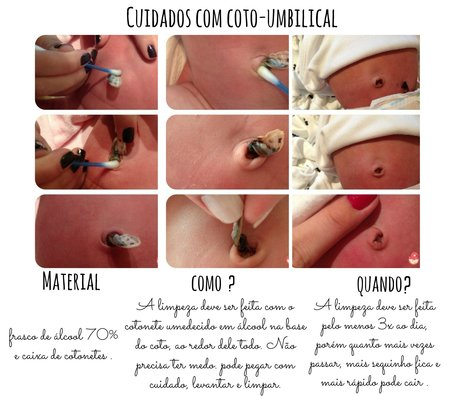 Cuidados com coto-umbilical
Material
frasco de álcool 70%
e caixa de cotonetes .
como ?
A limpeza deve ser feita com o
cotonete umedecido em álcool na base
do coto, ao redor dele todo. Não
precisa ter medo, pode pegar com
cuidado, levantar e limpar.
quando?
A limpeza deve ser feita
pelo menos 3x ao dia,
porém quanto mais vezes
passar, mais sequinho fica e
mais rápido pode cair .